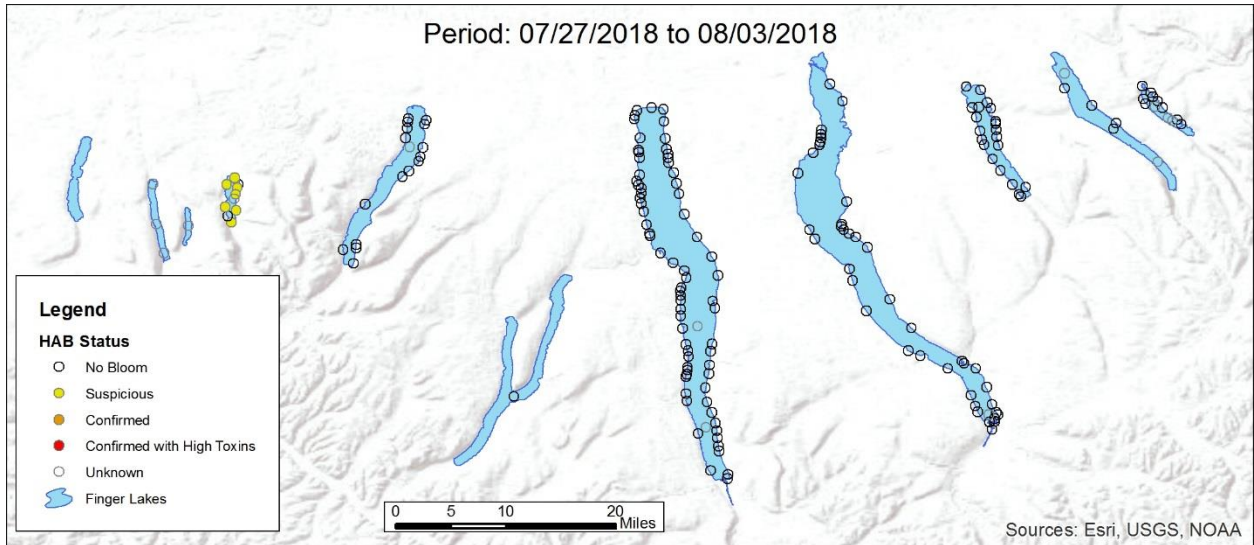 Period: 07/27/2018 to 08/03/2018
Legend
HAB Status
No Bloom
Suspicious
Confirmed
Confirmed with High Toxins
Unknown
Finger Lakes
0 5 10 20
Miles
Sources: Esri, USGS, NOAA